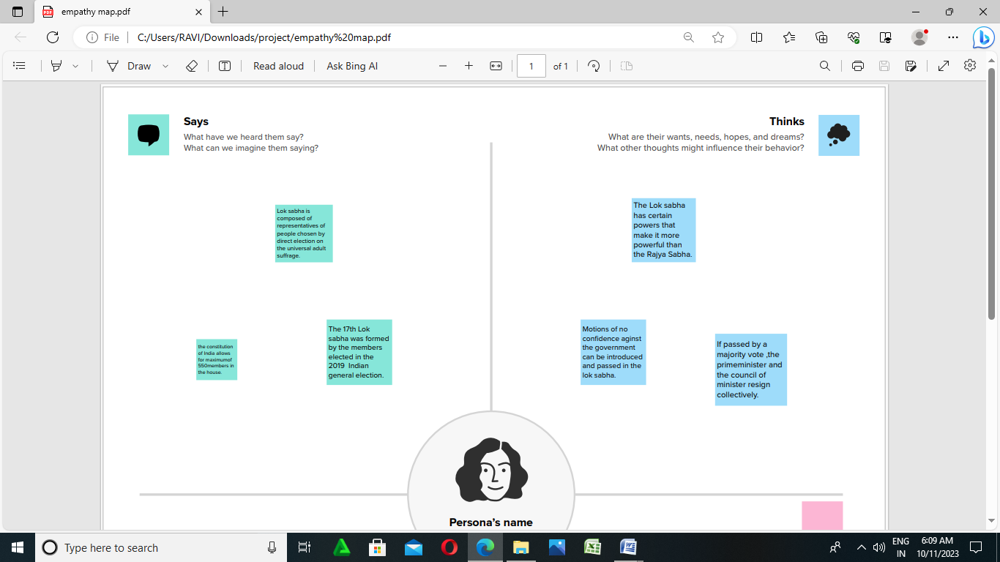 empathy map.pdf
File
C:/Users/RAVI/Downloads/project/empathy%20map.pdf
Draw
Read aloud
Ask Bing AI
1
of 1
Says
What have we heard them say?
What can we imagine them saying?
Thinks
What are their wants, needs, hopes, and dreams?
What other thoughts might influence their behavior?
Lok sabha is
composed of
representatives of
people chosen by
direct election on
the universal adult
suffrage.
The Lok sabha
has certain
powers that
make it more
powerful than
the Rajya Sabha.
the constitution
of India allows
for maximumof
550members in
the house.
The 17th Lok
sabha was formed
by the members
elected in the
2019 Indian
general election.
Motions of no
confidence aginst
the government
can be introduced
and passed in the
lok sabha.
If passed by a
majority vote ,the
primeminister and
the council of
minister resign
collectively.
Persona's name
Type here to search
ENG
IN
6:09 AM
10/11/2023